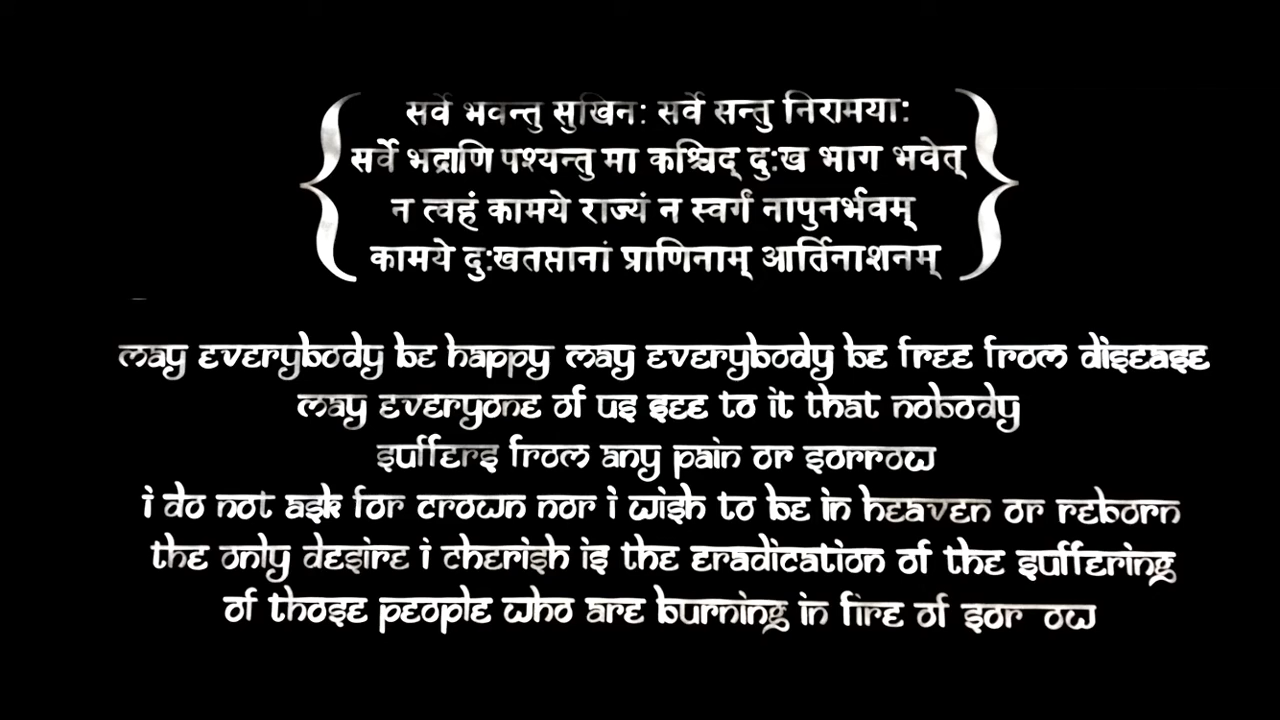 सर्वे भवन्तु सुखिन: सर्वे सन्तु निरामया:
सर्वे भद्राणि पश्यन्तु मा कश्चिद् दु:ख भाग भवेत्
न त्वहं कामये राज्यं न स्वर्गं नापुनर्भवम्
कामये दु:खतप्तानां प्राणिनाम् आर्तिनाशनम्
may everybody be happy may everybody be free from disease
may everyone of us see to it that nobody
suffers from any pain or sorrow
i do not ask for crown nor i wish to be in heaven or reborn
the only desire i cherish is the eradication of the suffering
of those people who are burning in fire of sor ow